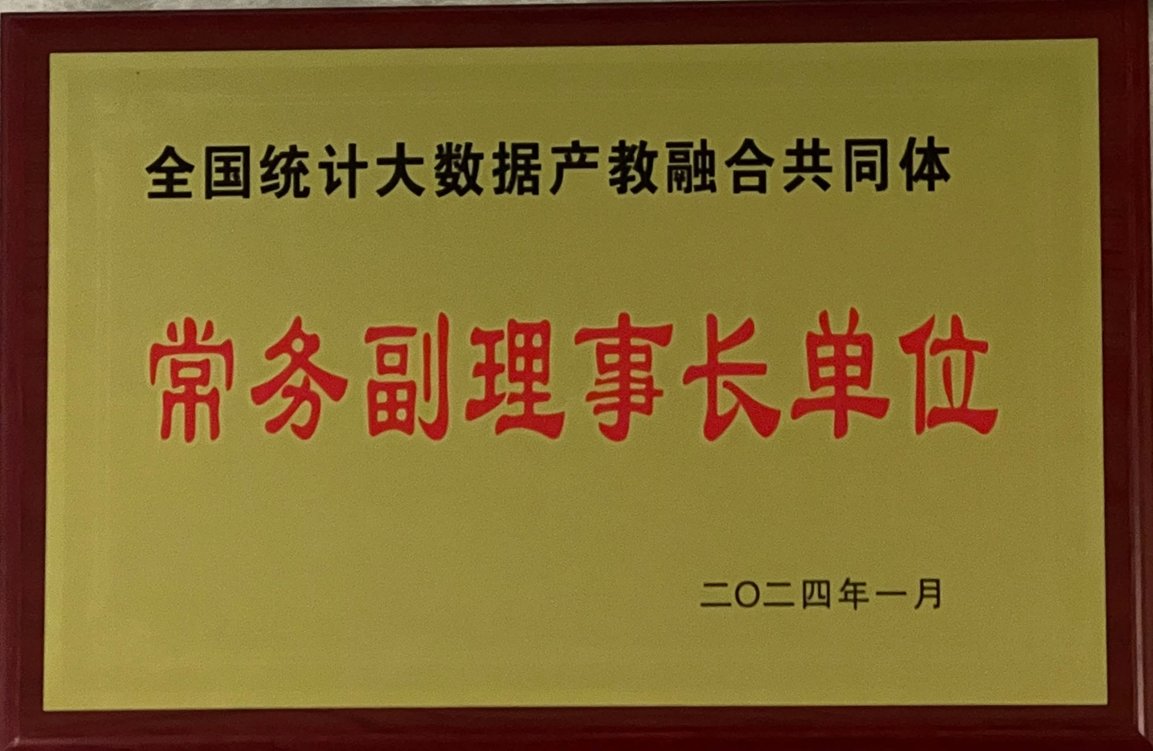 全国统计大数据产教融合共同体
常务副理事长单位
二〇二四年一月